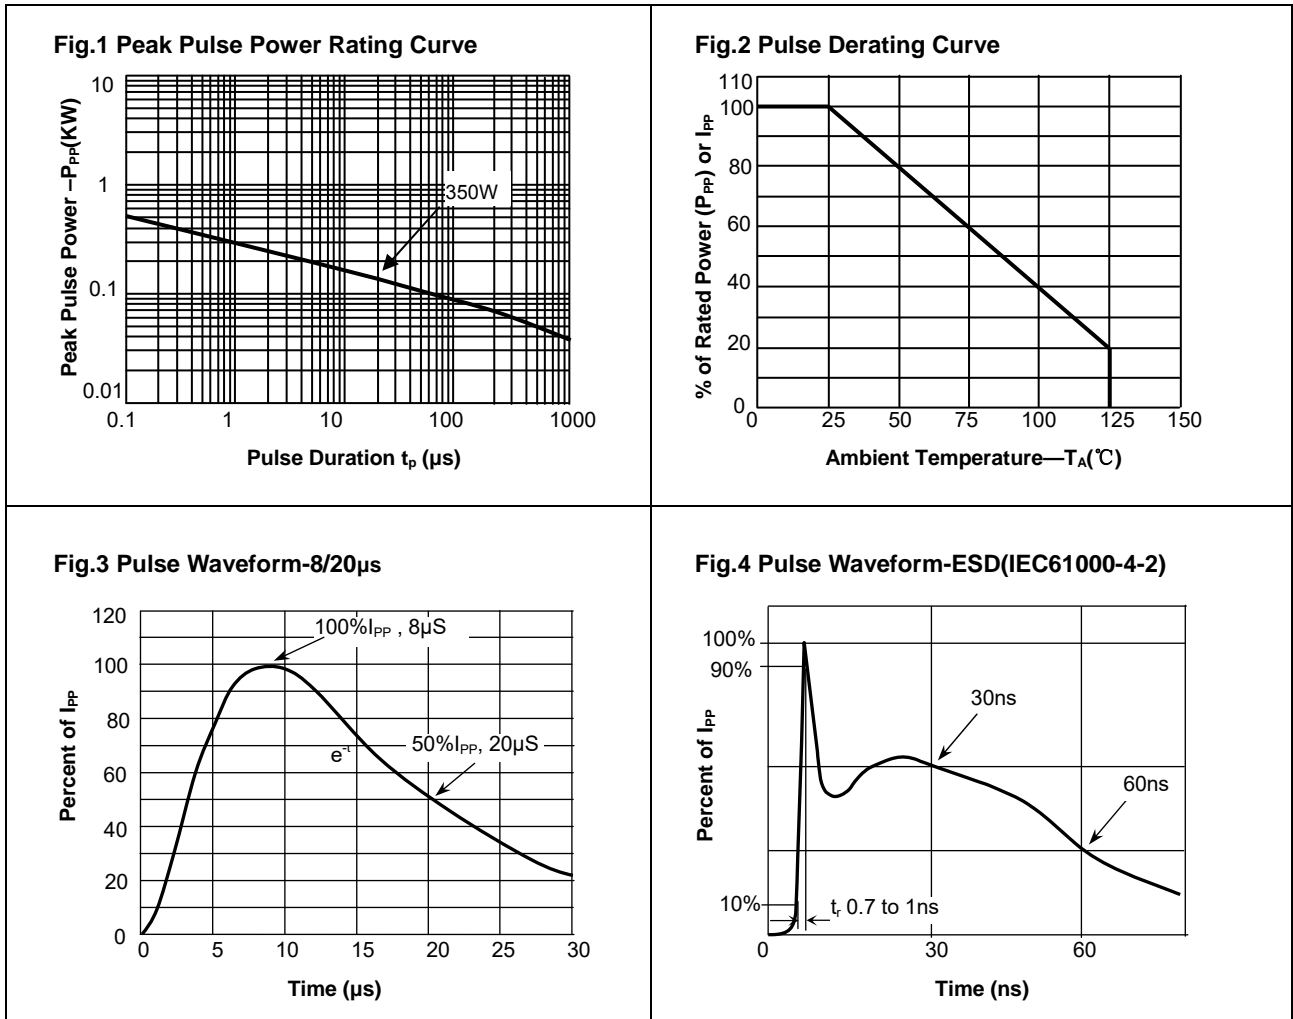 Fig.1 Peak Pulse Power Rating Curve
Peak Pulse Power –PPP(KW)
10
1
0.1
0.01
350W
0.1 1 10 100 1000
Pulse Duration tp (µs)
Fig.2 Pulse Derating Curve
% of Rated Power (PPP) or IPP
110
100
80
60
40
20
0
25 50 75 100 125 150
Ambient Temperature—TA(℃)
Fig.3 Pulse Waveform-8/20µs
Percent of IPP
120
100
80
60
40
20
0
100%IPP , 8µS
e-t
50%IPP, 20µS
0 5 10 15 20 25 30
Time (µs)
Fig.4 Pulse Waveform-ESD(IEC61000-4-2)
Percent of IPP
100%
90%
10%
30ns
60ns
tr 0.7 to 1ns
0 30 60
Time (ns)